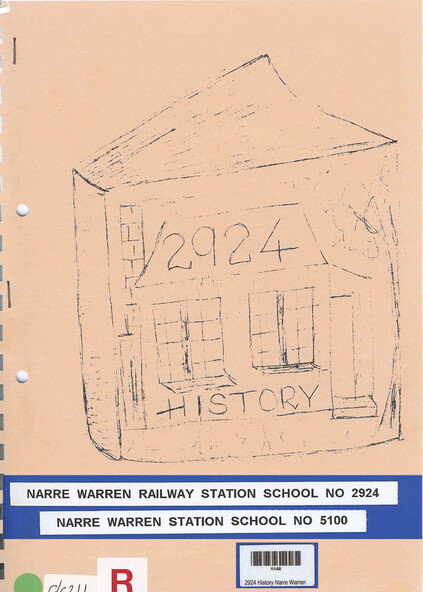 2924
HISTORY
NARRE WARREN RAILWAY STATION SCHOOL NO 2924
NARRE WARREN STATION SCHOOL NO 5100
R
1146
2924 History Narre Warren